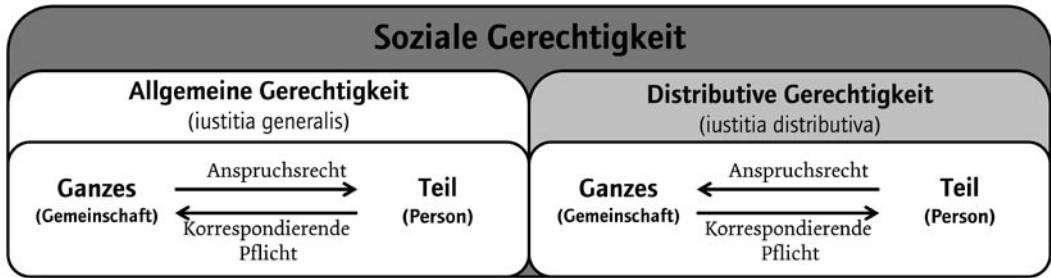 Soziale Gerechtigkeit
Allgemeine Gerechtigkeit
(iustitia generalis)
Ganzes
(Gemeinschaft)
Anspruchsrecht
Korrespondierende
Pflicht
Teil
(Person)
Distributive Gerechtigkeit
(iustitia distributiva)
Ganzes
(Gemeinschaft)
Anspruchsrecht
Korrespondierende
Pflicht
Teil
(Person)